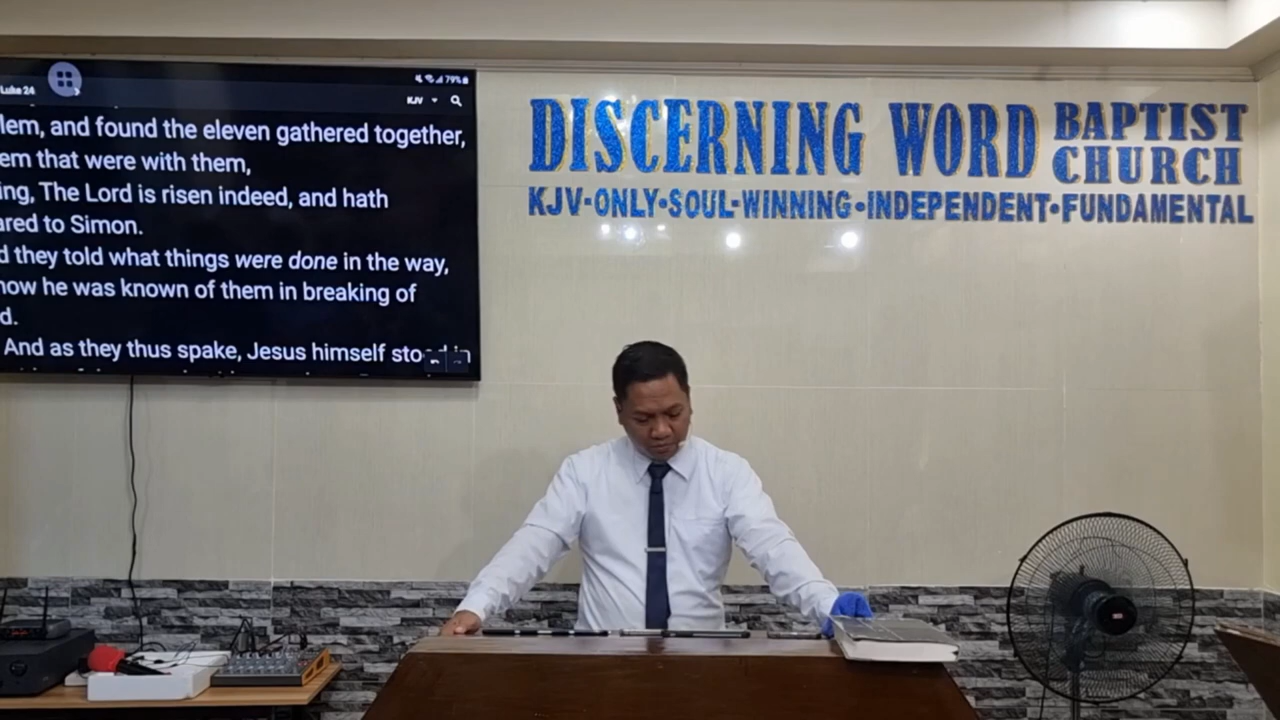 Luke 24
79%
KJV
lem, and found the eleven gathered together,
em that were with them,
ing, The Lord is risen indeed, and hath
ared to Simon.
d they told what things were done in the way,
how he was known of them in breaking of
d.
And as they thus spake, Jesus himself stood in
DISCERNING WORD BAPTIST CHURCH
KJV-ONLY•SOUL-WINNING•INDEPENDENT•FUNDAMENTAL